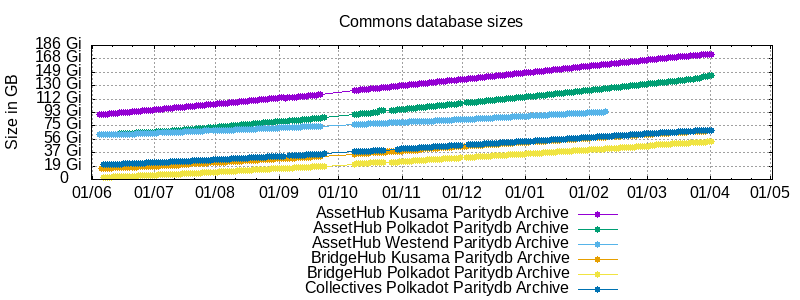 Commons database sizes
Size in GB
186 Gi
168 Gi
149 Gi
130 Gi
112 Gi
93 Gi
75 Gi
56 Gi
37 Gi
19 Gi
0
01/06 01/07 01/08 01/09 01/10 01/11 01/12 01/01 01/02 01/03 01/04 01/05
AssetHub Kusama Paritydb Archive
AssetHub Polkadot Paritydb Archive
AssetHub Westend Paritydb Archive
BridgeHub Kusama Paritydb Archive
BridgeHub Polkadot Paritydb Archive
Collectives Polkadot Paritydb Archive